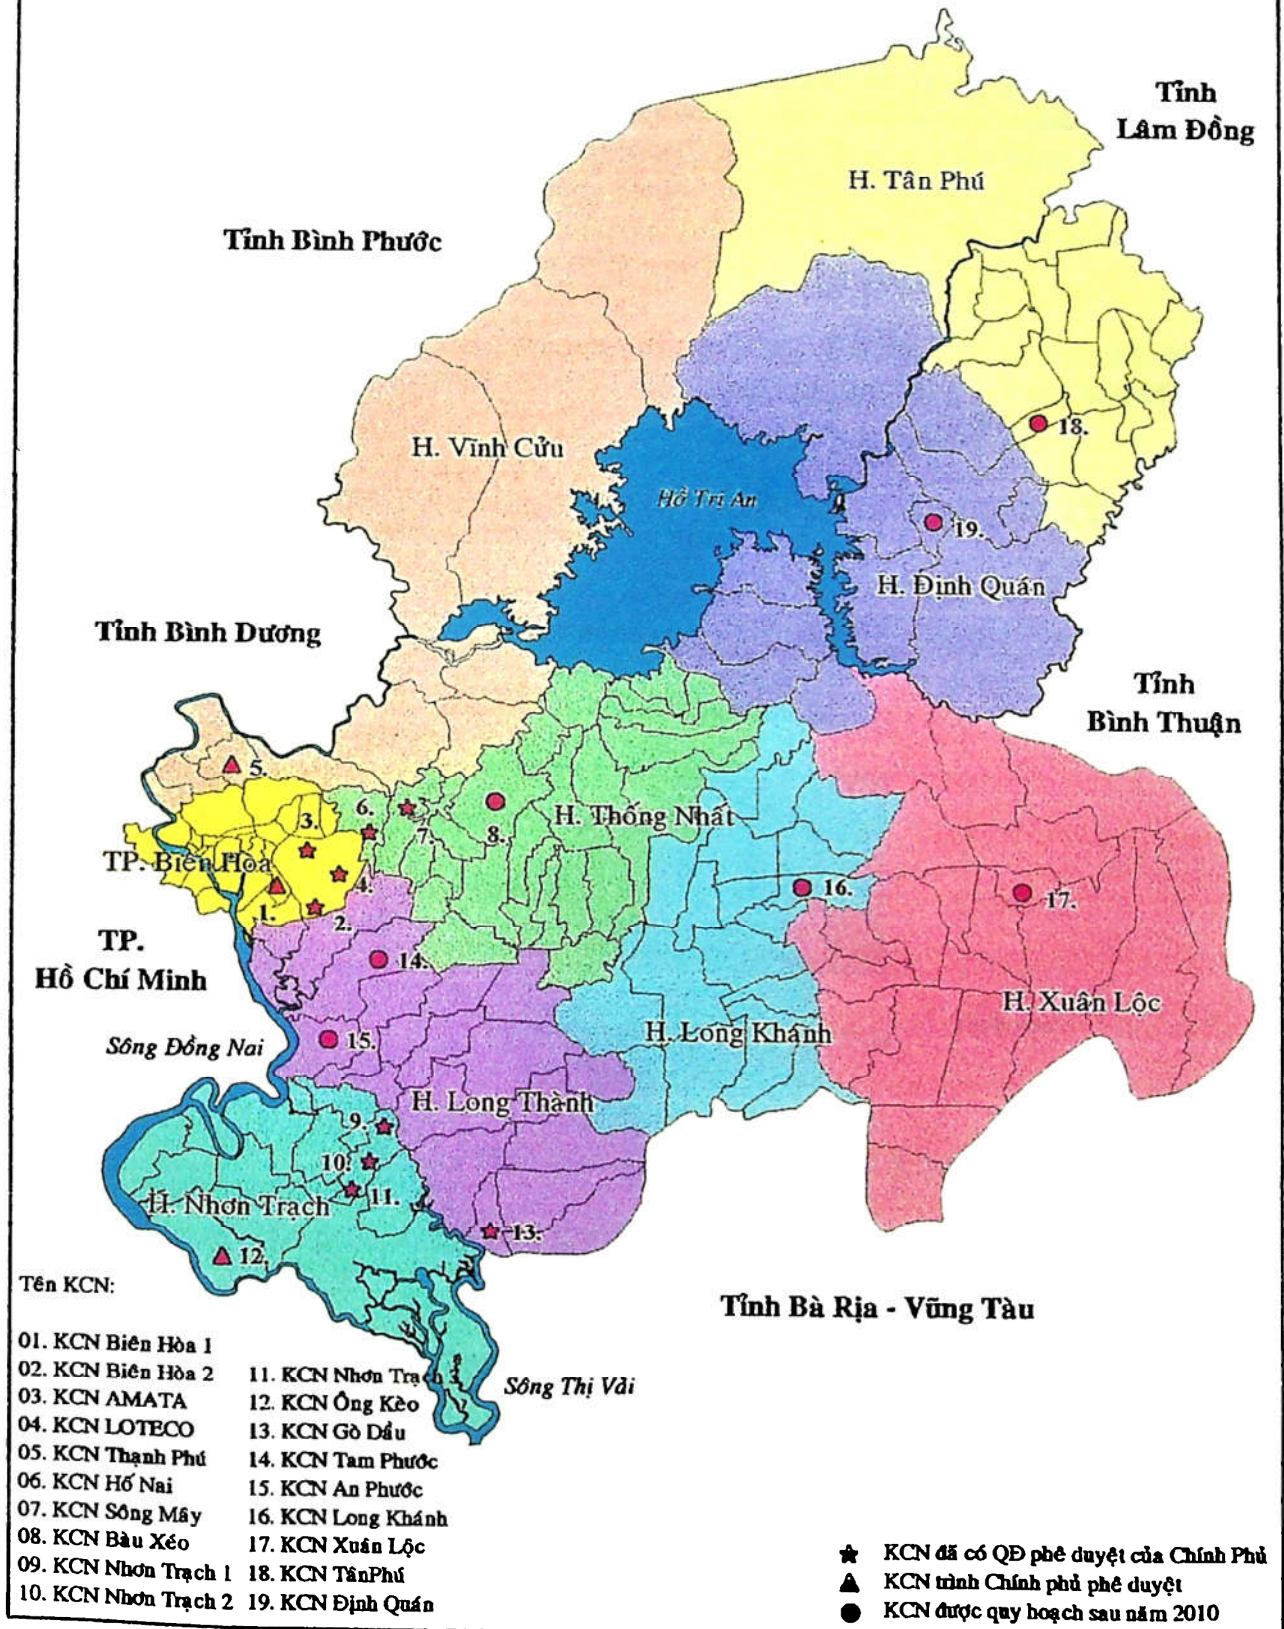 Tỉnh
Lâm Đồng
H. Tân Phú
Tỉnh Bình Phước
18.
H. Vĩnh Cửu
Hồ Trị An
19.
H. Định Quán
Tỉnh Bình Dương
Tỉnh
Bình Thuận
5.
6.
3.
7.
8.
H. Thống Nhất
TP. Biên Hòa
4.
16.
17.
1.
2.
TP.
Hồ Chí Minh
14.
H. Xuân Lộc
H. Long Khánh
Sông Đồng Nai
15.
H. Long Thành
9.
10.
11.
H. Nhơn Trạch
13.
12.
Tên KCN:
Tỉnh Bà Rịa - Vũng Tàu
Sông Thị Vải
01. KCN Biên Hòa 1
02. KCN Biên Hòa 2
03. KCN AMATA
04. KCN LOTECO
05. KCN Thạnh Phú
06. KCN Hố Nai
07. KCN Sông Mây
08. KCN Bàu Xéo
09. KCN Nhơn Trạch 1
10. KCN Nhơn Trạch 2
11. KCN Nhơn Trạch 3
12. KCN Ông Kèo
13. KCN Gò Dầu
14. KCN Tam Phước
15. KCN An Phước
16. KCN Long Khánh
17. KCN Xuân Lộc
18. KCN TânPhú
19. KCN Định Quán
KCN đã có QĐ phê duyệt của Chính Phủ
KCN trình Chính phủ phê duyệt
KCN được quy hoạch sau năm 2010